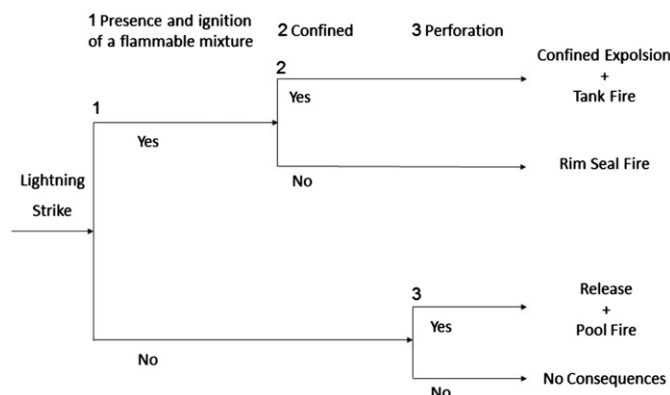 1 Presence and ignition
of a flammable mixture
2 Confined
3 Perforation
Confined Expolsion
+
Tank Fire
2
Yes
1
Yes
No
Rim Seal Fire
Lightning
Strike
3
Release
+
Pool Fire
Yes
No
No Consequences
No